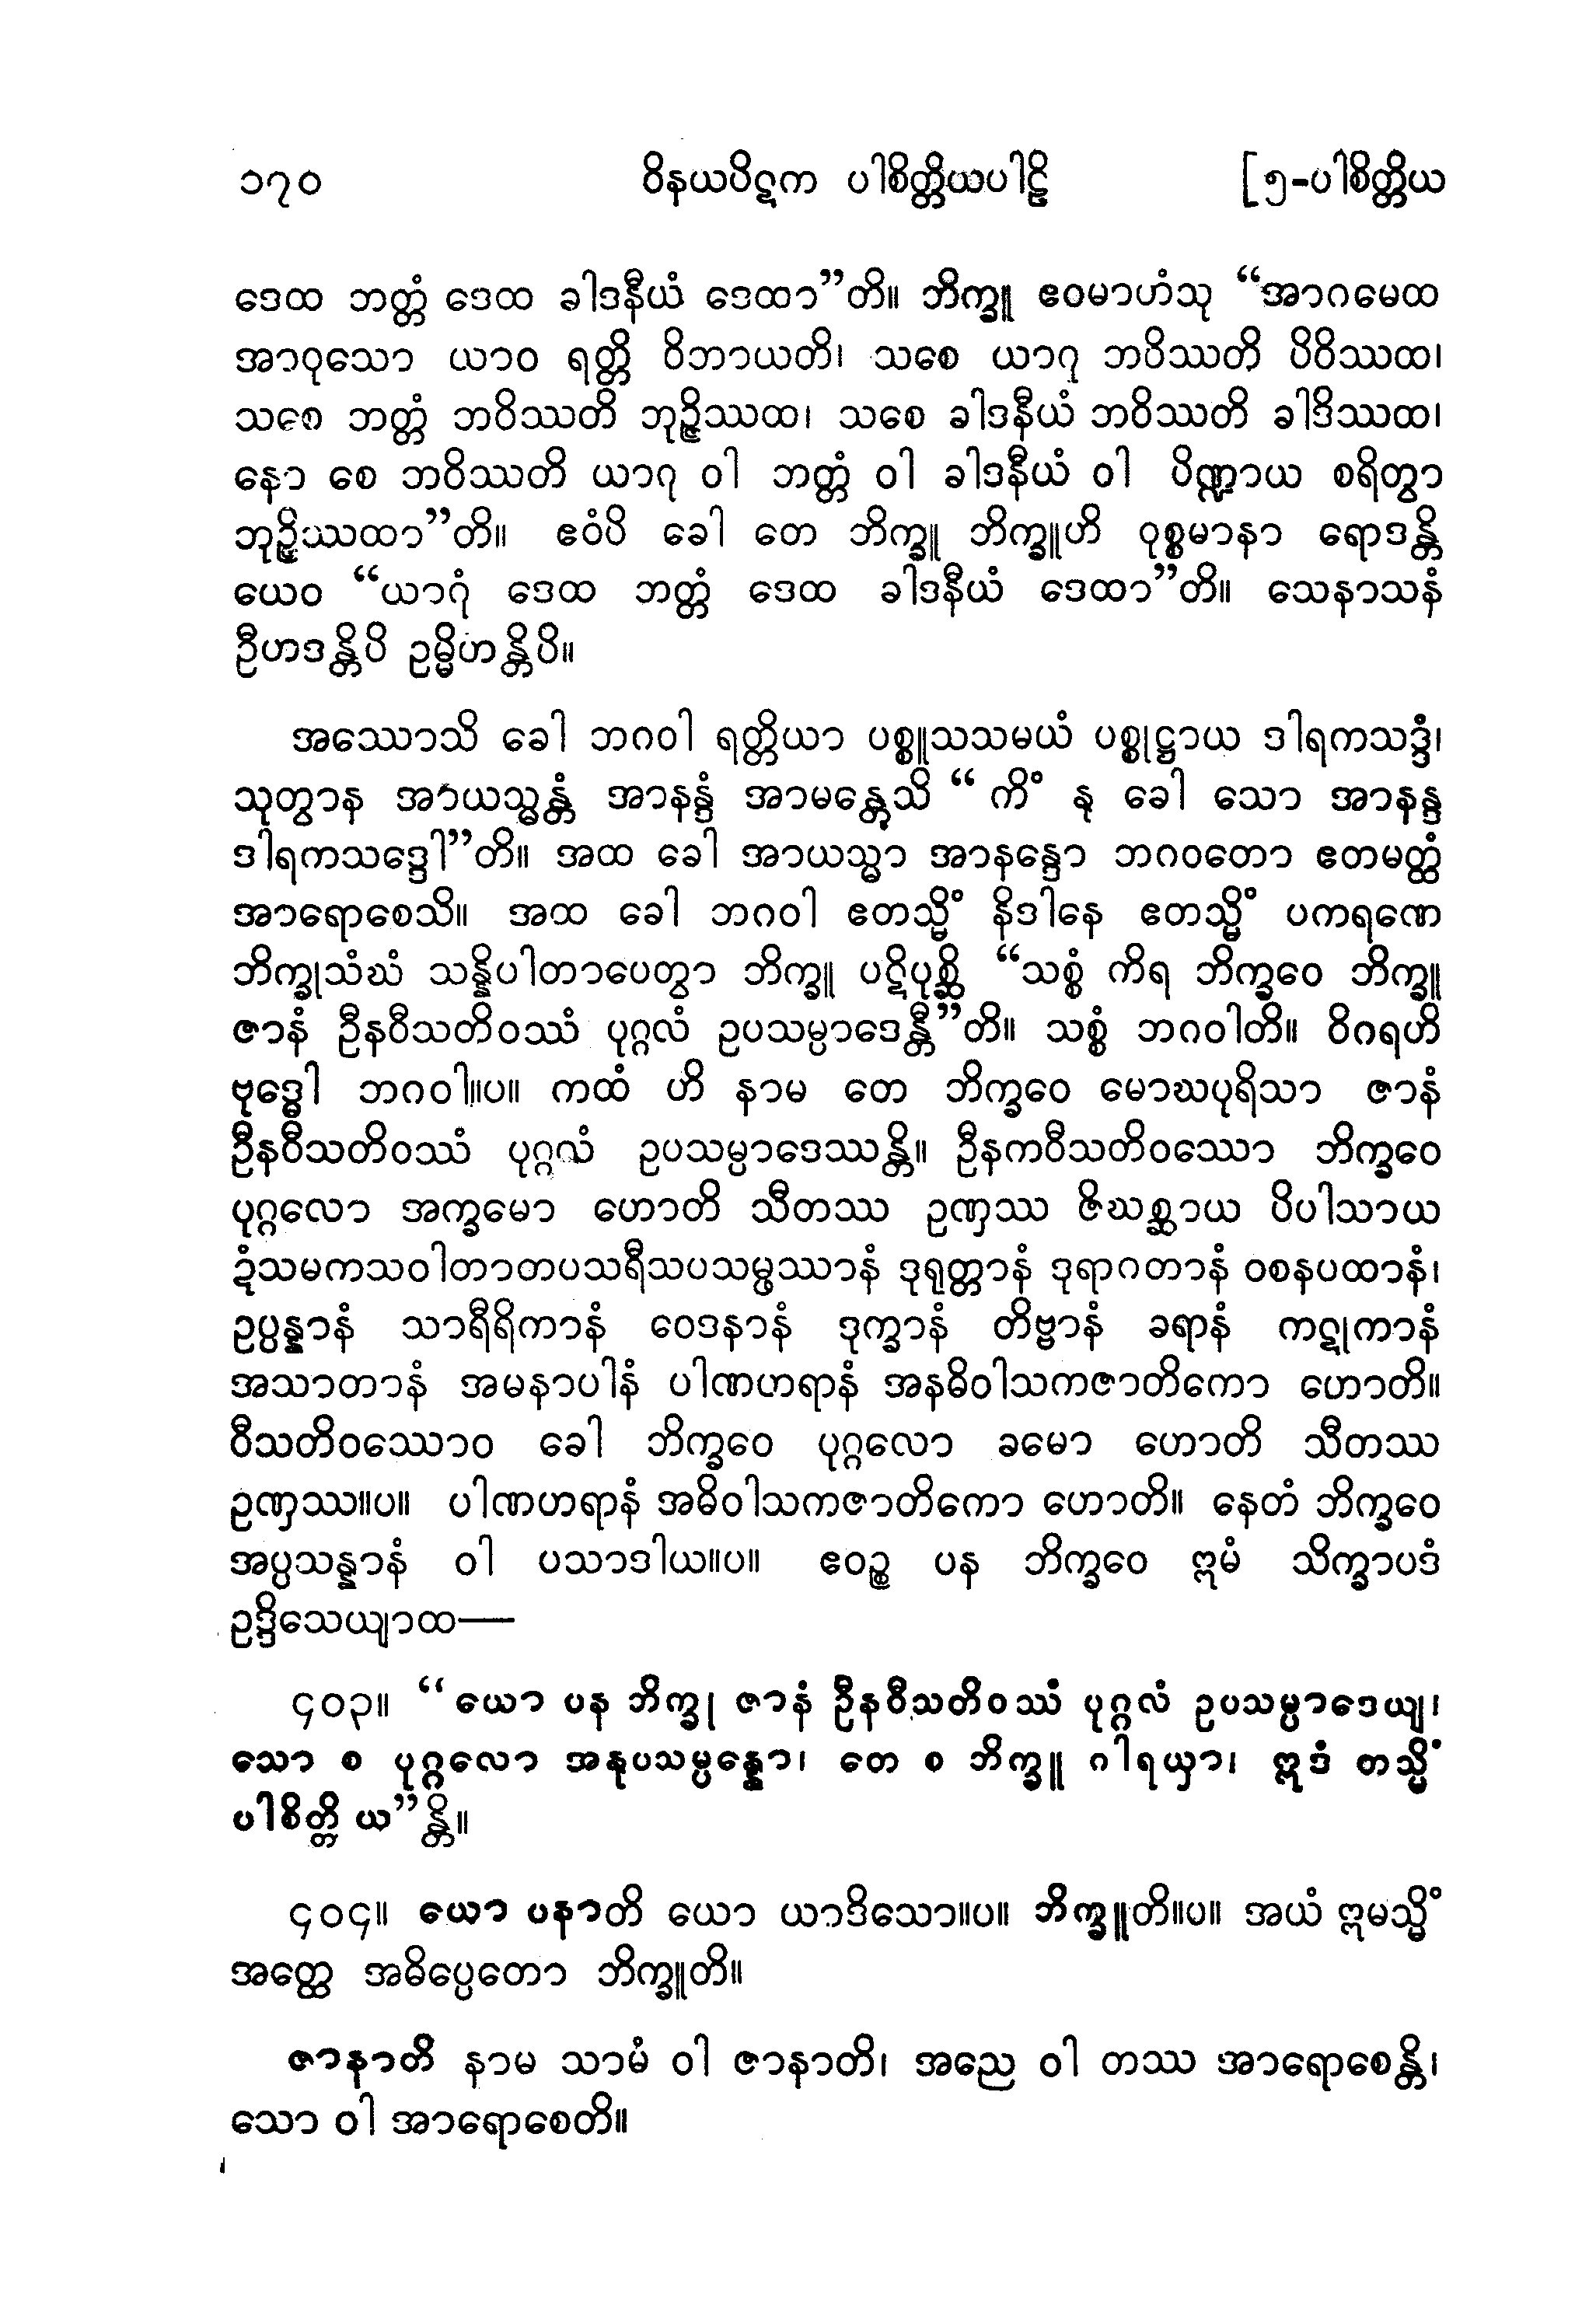 ၁၇၀ ဝိနယပိဋက ပါစိတ္တိယပါဠိ [၅-ပါစိတ္တိယ
ဒေထ ဘတ္တံ ဒေထ ခါဒနီယံ ဒေထာ”တိ။ ဘိက္ခူ ဧဝမာဟံသု “အာဂမေထ
အာဝုသော ယာဝ ရတ္တိ ဝိဘာယတိ၊ သစေ ယာဂု ဘဝိဿတိ ပိဝိဿထ၊
သစေ ဘတ္တံ ဘဝိဿတိ ဘုဉ္ဇိဿထ၊ သစေ ခါဒနီယံ ဘဝိဿတိ ခါဒိဿထ၊
နော စေ ဘဝိဿတိ ယာဂု ဝါ ဘတ္တံ ဝါ ခါဒနီယံ ဝါ ပိဏ္ဍာယ စရိတွာ
ဘုဉ္ဇိဿထာ”တိ။ ဧဝံပိ ခေါ တေ ဘိက္ခူ ဘိက္ခူဟိ ဝုစ္စမာနာ ရောဒန္တိ
ယေဝ “ယာဂုံ ဒေထ ဘတ္တံ ဒေထ ခါဒနီယံ ဒေထာ”တိ။ သေနာသနံ
ဦဟဒန္တိပိ ဥမ္မိဟန္တိပိ။
အဿောသိ ခေါ ဘဂဝါ ရတ္တိယာ ပစ္စူသသမယံ ပစ္စုဋ္ဌာယ ဒါရကသဒ္ဒံ၊
သုတွာန အာယသ္မန္တံ အာနန္ဒံ အာမန္တေသိ “ ကိံ နု ခေါ သော အာနန္ဒ
ဒါရကသဒ္ဒေါ”တိ။ အထ ခေါ အာယသ္မာ အာနန္ဒော ဘဂဝတော ဧတမတ္ထံ
အာရောစေသိ။ အထ ခေါ ဘဂဝါ ဧတသ္မိံ နိဒါနေ ဧတသ္မိံ ပကရဏေ
ဘိက္ခုသံဃံ သန္နိပါတာပေတွာ ဘိက္ခူ ပဋိပုစ္ဆိ “သစ္စံ ကိရ ဘိက္ခဝေ ဘိက္ခူ
ဇာနံ ဦနဝီသတိဝဿံ ပုဂ္ဂလံ ဥပသမ္ပာဒေန္တီ”တိ။ သစ္စံ ဘဂဝါတိ။ ဝိဂရဟိ
ဗုဒ္ဓေါ ဘဂဝါ။ပ။ ကထံ ဟိ နာမ တေ ဘိက္ခဝေ မောဃပုရိသာ ဇာနံ
ဦနဝီသတိဝဿံ ပုဂ္ဂလံ ဥပသမ္ပာဒေဿန္တိ။ ဦနကဝီသတိဝဿော ဘိက္ခဝေ
ပုဂ္ဂလော အက္ခမော ဟောတိ သီတဿ ဥဏှဿ ဇိဃစ္ဆာယ ပိပါသာယ
ဍံသမကသဝါတာတပသရီသပသမ္ဖဿာနံ ဒုရုတ္တာနံ ဒုရာဂတာနံ ဝစနပထာနံ၊
ဥပ္ပန္နာနံ သာရီရိကာနံ ဝေဒနာနံ ဒုက္ခာနံ တိဗ္ဗာနံ ခရာနံ ကဋုကာနံ
အသာတာနံ အမနာပါနံ ပါဏဟရာနံ အနဓိဝါသကဇာတိကော ဟောတိ။
ဝီသတိဝဿောဝ ခေါ ဘိက္ခဝေ ပုဂ္ဂလော ခမော ဟောတိ သီတဿ
ဥဏှဿ။ပ။ ပါဏဟရာနံ အဓိဝါသကဇာတိကော ဟောတိ။ နေတံ ဘိက္ခဝေ
အပ္ပသန္နာနံ ဝါ ပသာဒါယ။ပ။ ဧဝဉ္စ ပန ဘိက္ခဝေ ဣမံ သိက္ခာပဒံ
ဥဒ္ဒိသေယျာထ—
၄၀၃။ “ ယော ပန ဘိက္ခု ဇာနံ ဦနဝီသတိဝဿံ ပုဂ္ဂလံ ဥပသမ္ပာဒေယျ၊
သော စ ပုဂ္ဂလော အနုပသမ္ပန္နော၊ တေ စ ဘိက္ခူ ဂါရယှာ၊ ဣဒံ တသ္မိံ
ပါစိတ္တိ ယ”န္တိ။
၄၀၄။ ယော ပနာတိ ယော ယာဒိသော။ပ။ ဘိက္ခူတိ။ပ။ အယံ ဣမသ္မိံ
အတ္ထေ အဓိပ္ပေတော ဘိက္ခူတိ။
ဇာနာတိ နာမ သာမံ ဝါ ဇာနာတိ၊ အညေ ဝါ တဿ အာရောစေန္တိ၊
သော ဝါ အာရောစေတိ။